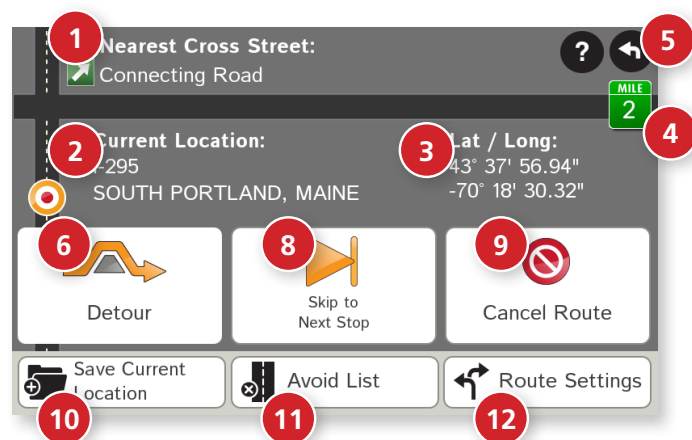 1
Nearest Cross Street:
Connecting Road
?
5
MILE
2
4
2
Current Location:
I-295
SOUTH PORTLAND, MAINE
3
Lat / Long:
43° 37' 56.94"
-70° 18' 30.32"
6
Detour
8
Skip to
Next Stop
9
Cancel Route
Save Current
Location
Avoid List
Route Settings
10
11
12